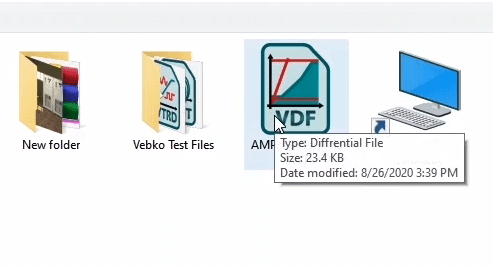 VTRD
VDF
New folder
Vebko Test Files
AMP
Type: Diffrential File
Size: 23.4 KB
Date modified: 8/26/2020 3:39 PM